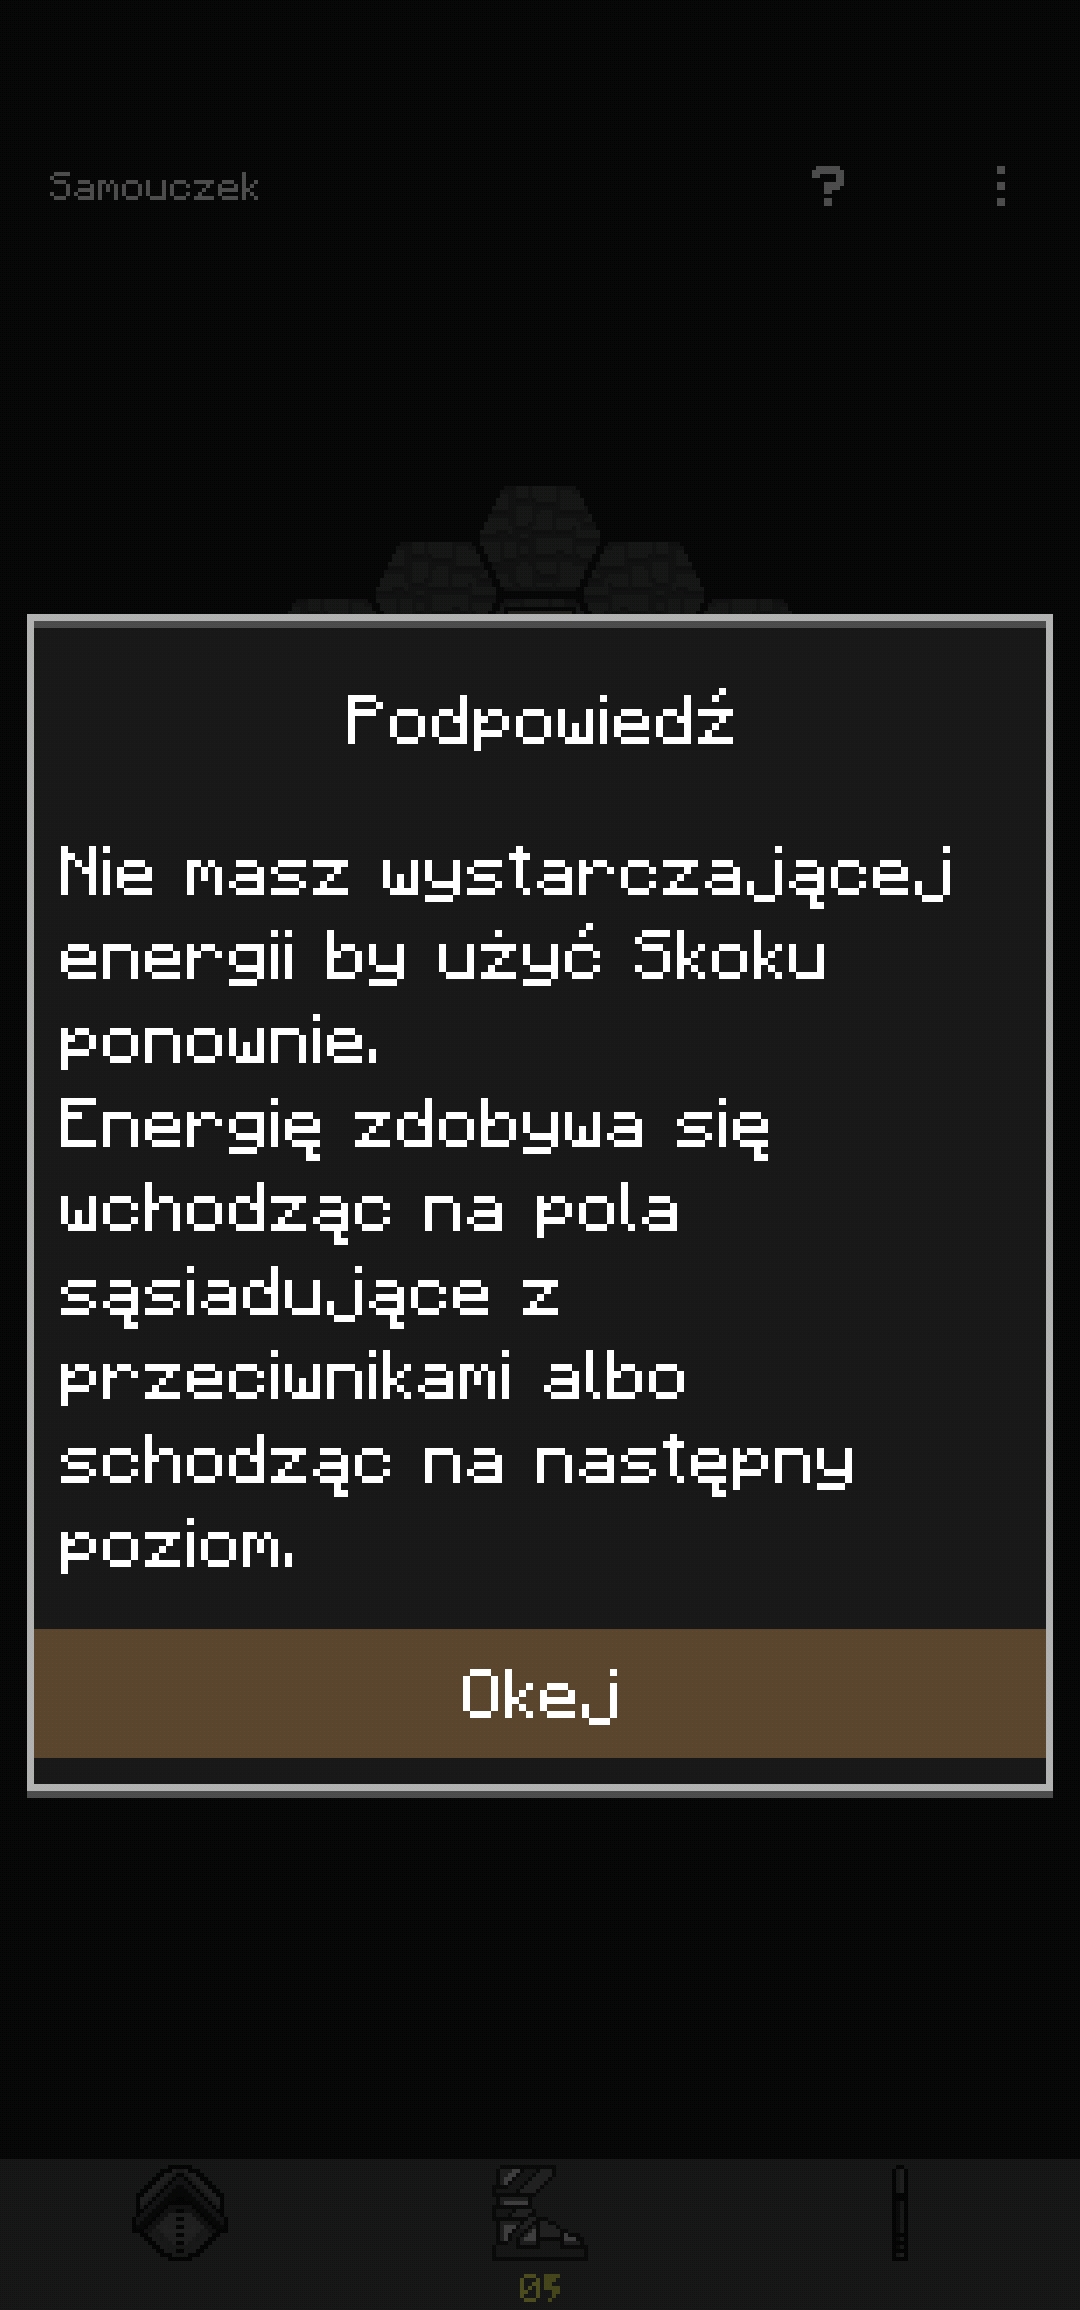 Samouczek ?
Podpowiedź
Nie masz wystarczającej
energii by użyć Skoku
ponownie.
Energię zdobywa się
wchodząc na pola
sąsiadujące z
przeciwnikami albo
schodząc na następny
poziom.
Okej
0